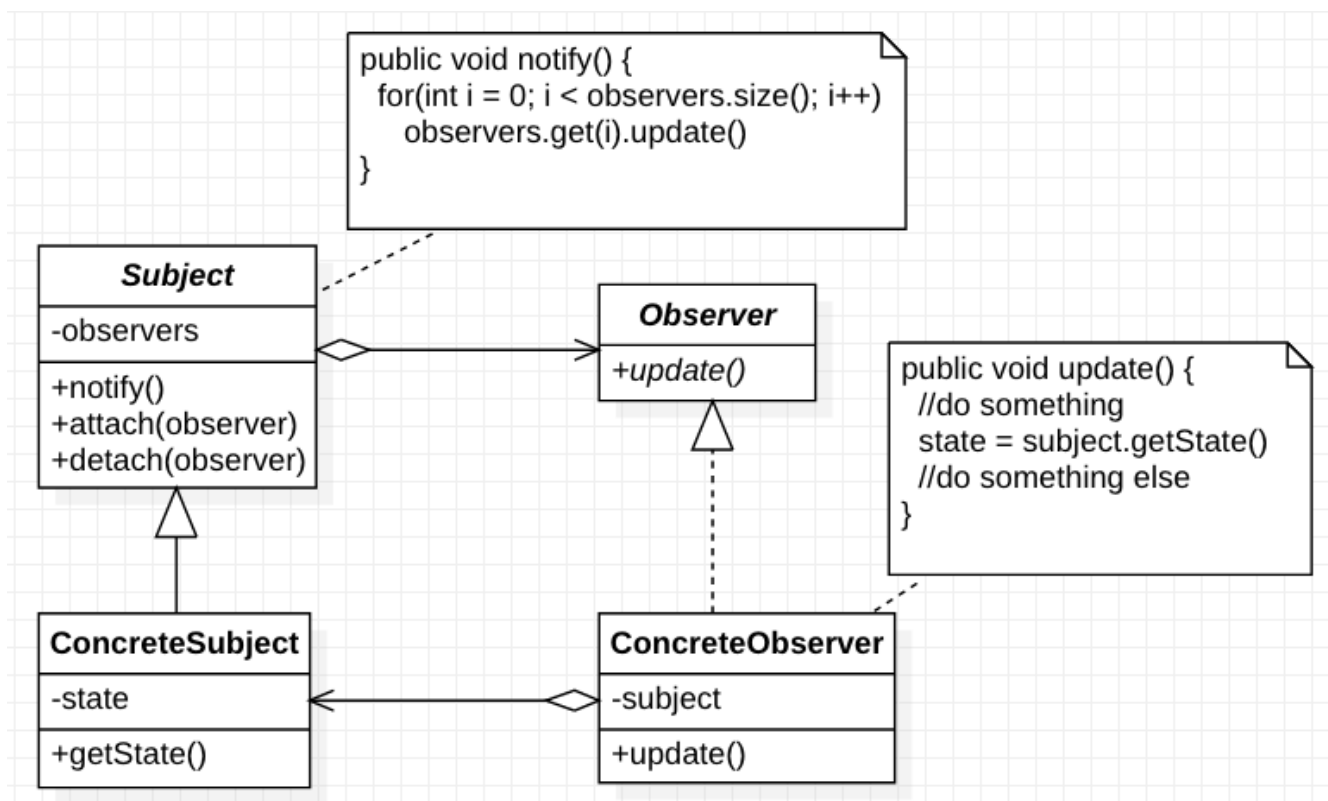 public void notify() {
for(int i = 0; i < observers.size(); i++)
observers.get(i).update()
}
Subject
-observers
+notify()
+attach(observer)
+detach(observer)
Observer
+update()
public void update() {
//do something
state = subject.getState()
//do something else
}
ConcreteSubject
-state
+getState()
ConcreteObserver
-subject
+update()